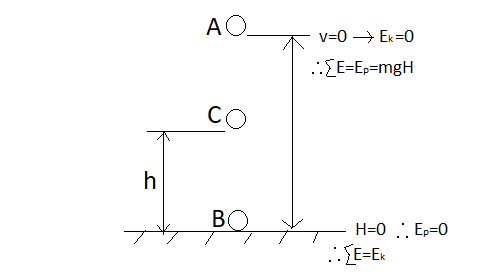 A
v=0 → Eₖ=0
∴∑E=Eₚ=mgH
C
h
B
H=0 ∴ Eₚ=0
∴∑E=Eₖ